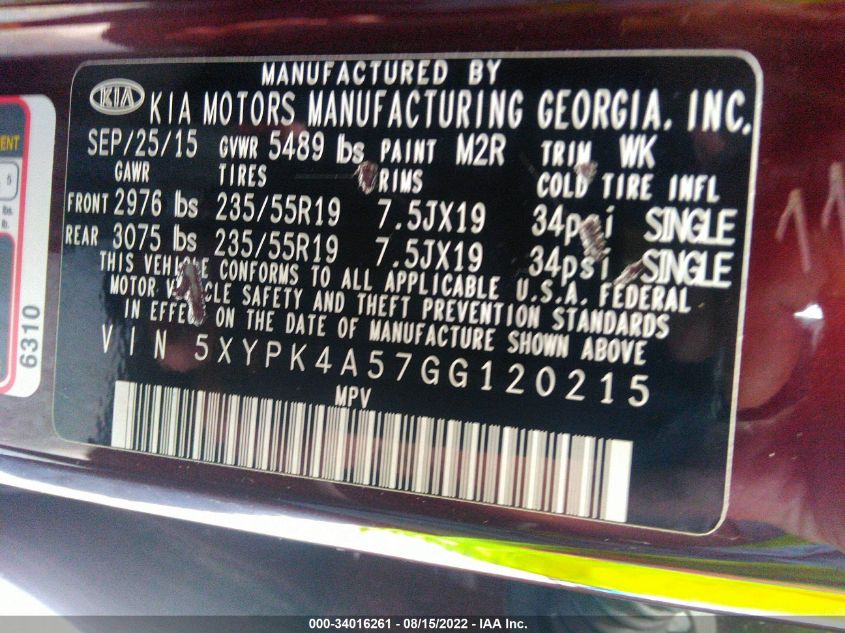 MANUFACTURED BY
KIA KIA MOTORS MANUFACTURING GEORGIA, INC.
SEP/25/15 GVWR 5489 lbs PAINT M2R TRIM WK
GAWR TIRES RIMS COLD TIRE INFL
FRONT 2976 lbs 235/55R19 7.5JX19 34psi SINGLE
REAR 3075 lbs 235/55R19 7.5JX19 34psi SINGLE
THIS VEHICLE CONFORMS TO ALL APPLICABLE U.S.A. FEDERAL
MOTOR VEHICLE SAFETY AND THEFT PREVENTION STANDARDS
IN EFFECT ON THE DATE OF MANUFACTURE SHOWN ABOVE
VIN 5XYPK4A57GG120215
MPV
5
6310
11
000-34016261 - 08/15/2022 - IAA Inc.